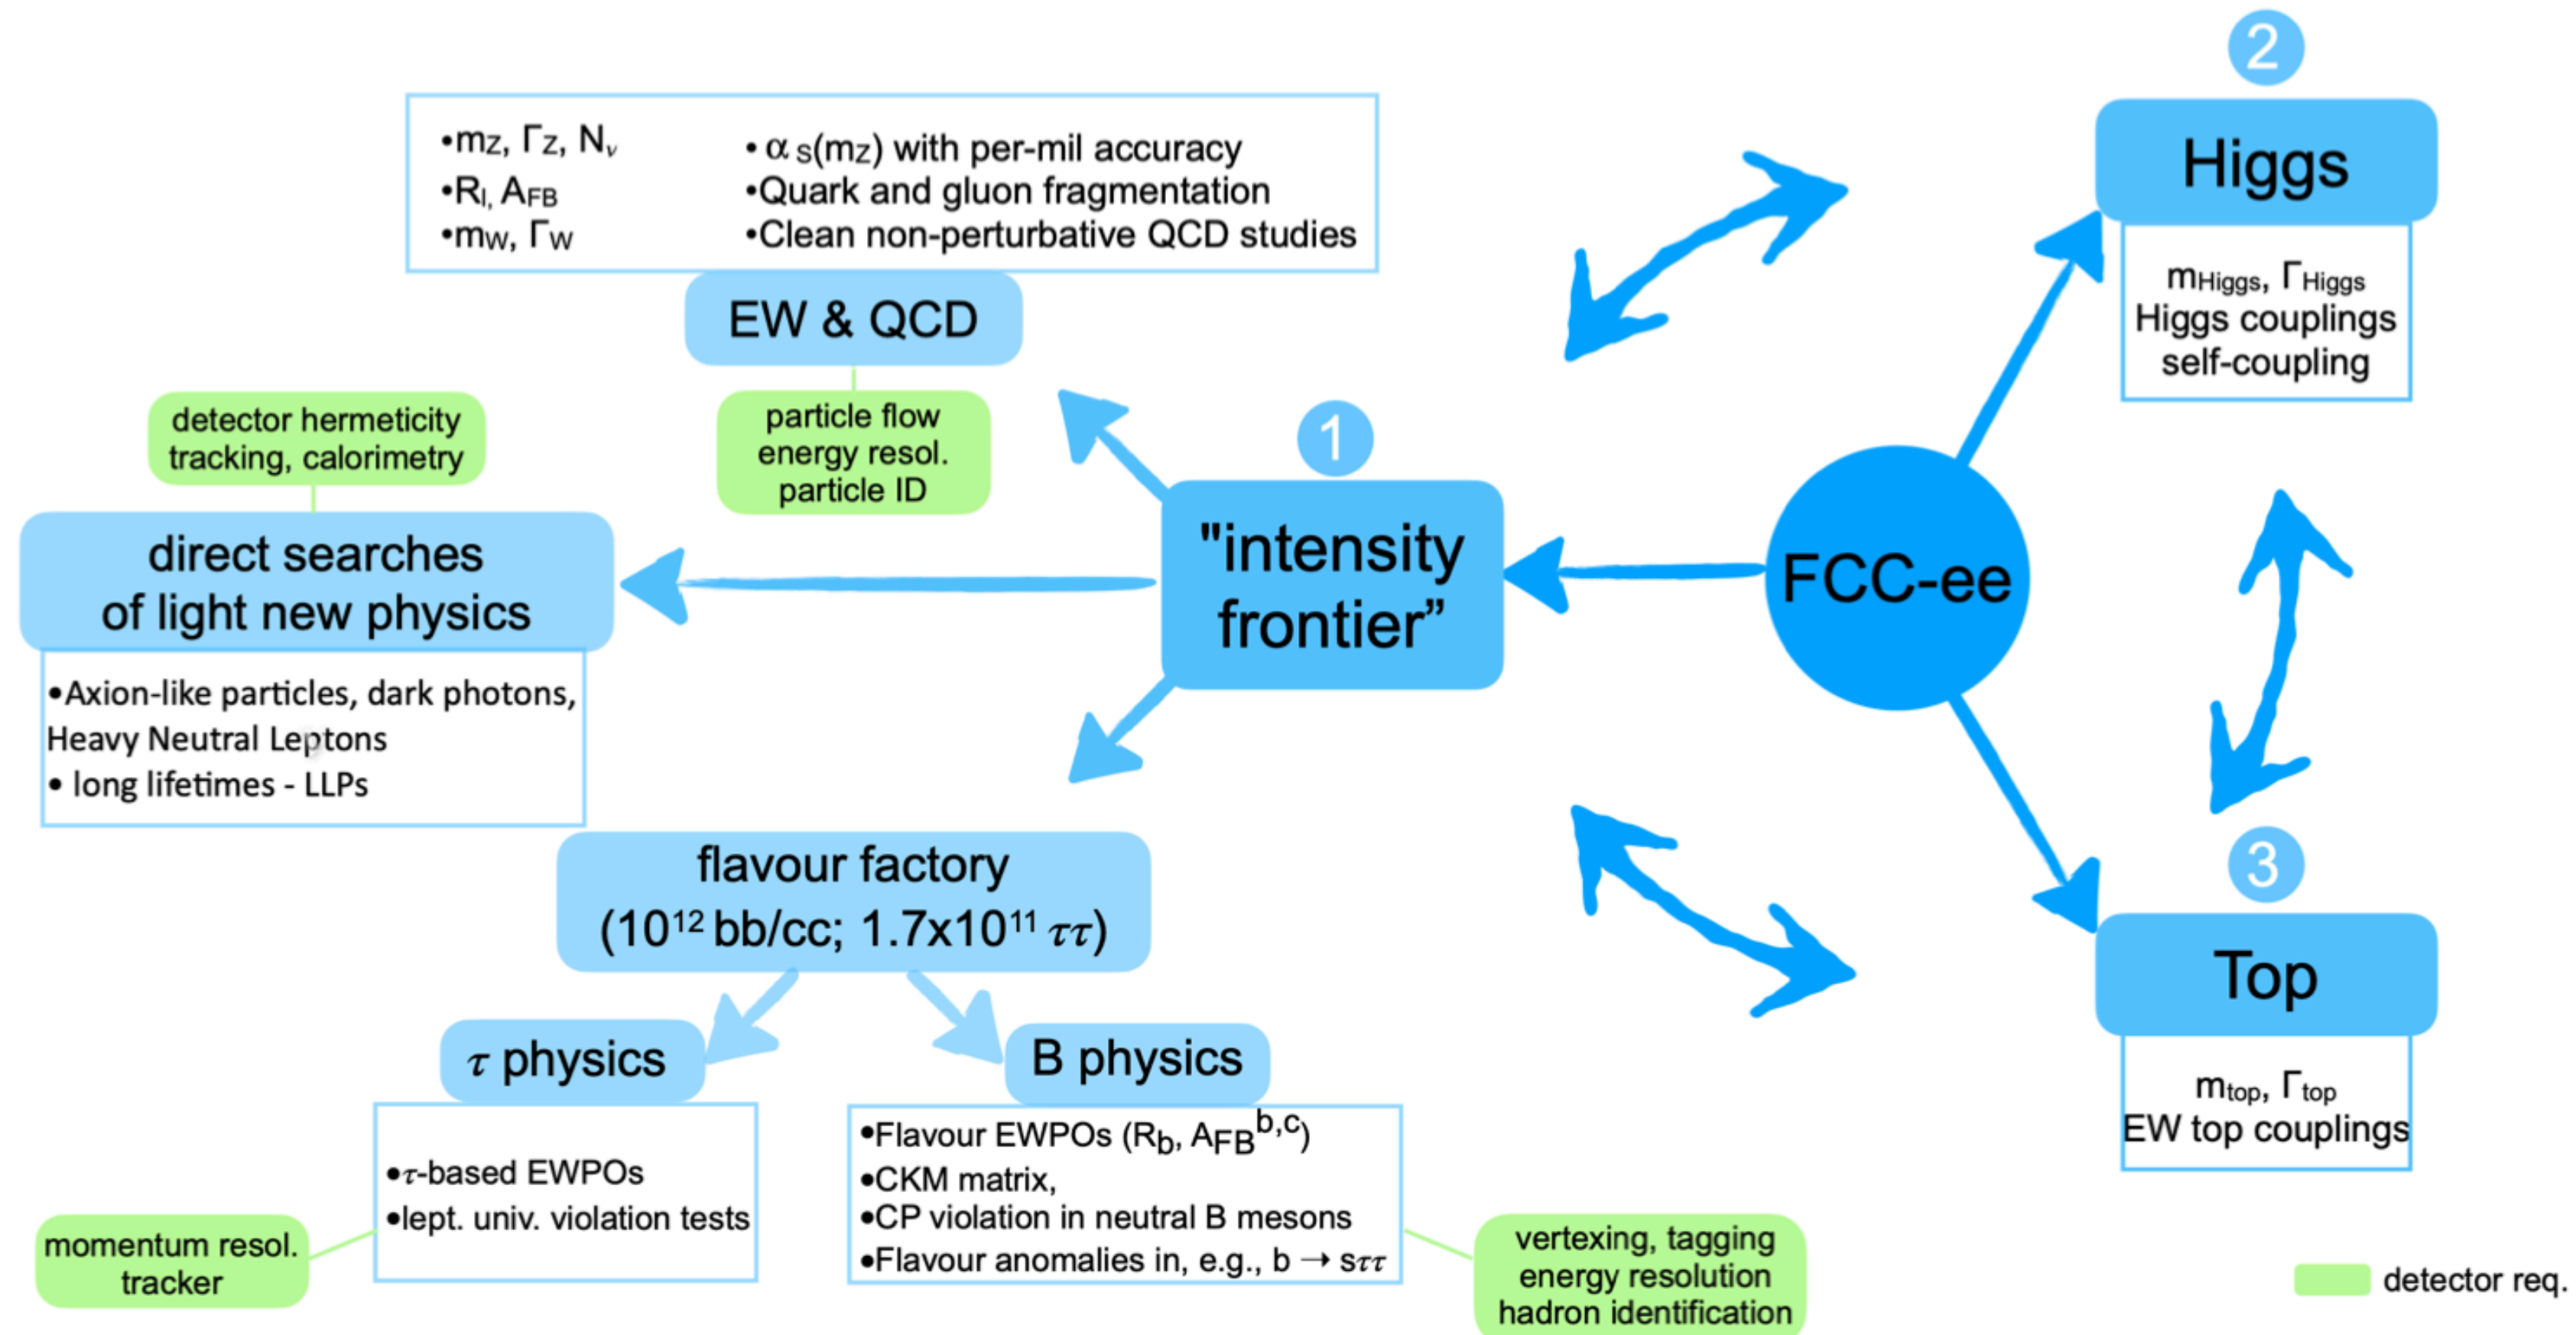 2
Higgs
mHiggs, ΓHiggs
Higgs couplings
self-coupling
•mZ, ΓZ, Nν
•Rl, AFB
•mW, ΓW
• αS(mZ) with per-mil accuracy
•Quark and gluon fragmentation
•Clean non-perturbative QCD studies
EW & QCD
particle flow
energy resol.
particle ID
detector hermeticity
tracking, calorimetry
direct searches
of light new physics
•Axion-like particles, dark photons,
Heavy Neutral Leptons
• long lifetimes - LLPs
1
"intensity
frontier”
FCC-ee
flavour factory
(10¹² bb/cc; 1.7x10¹¹ ττ)
τ physics
•τ-based EWPOs
•lept. univ. violation tests
momentum resol.
tracker
B physics
•Flavour EWPOs (Rb, AFBb,c)
•CKM matrix,
•CP violation in neutral B mesons
•Flavour anomalies in, e.g., b → sττ
vertexing, tagging
energy resolution
hadron identification
3
Top
mtop, Γtop
EW top couplings
detector req.